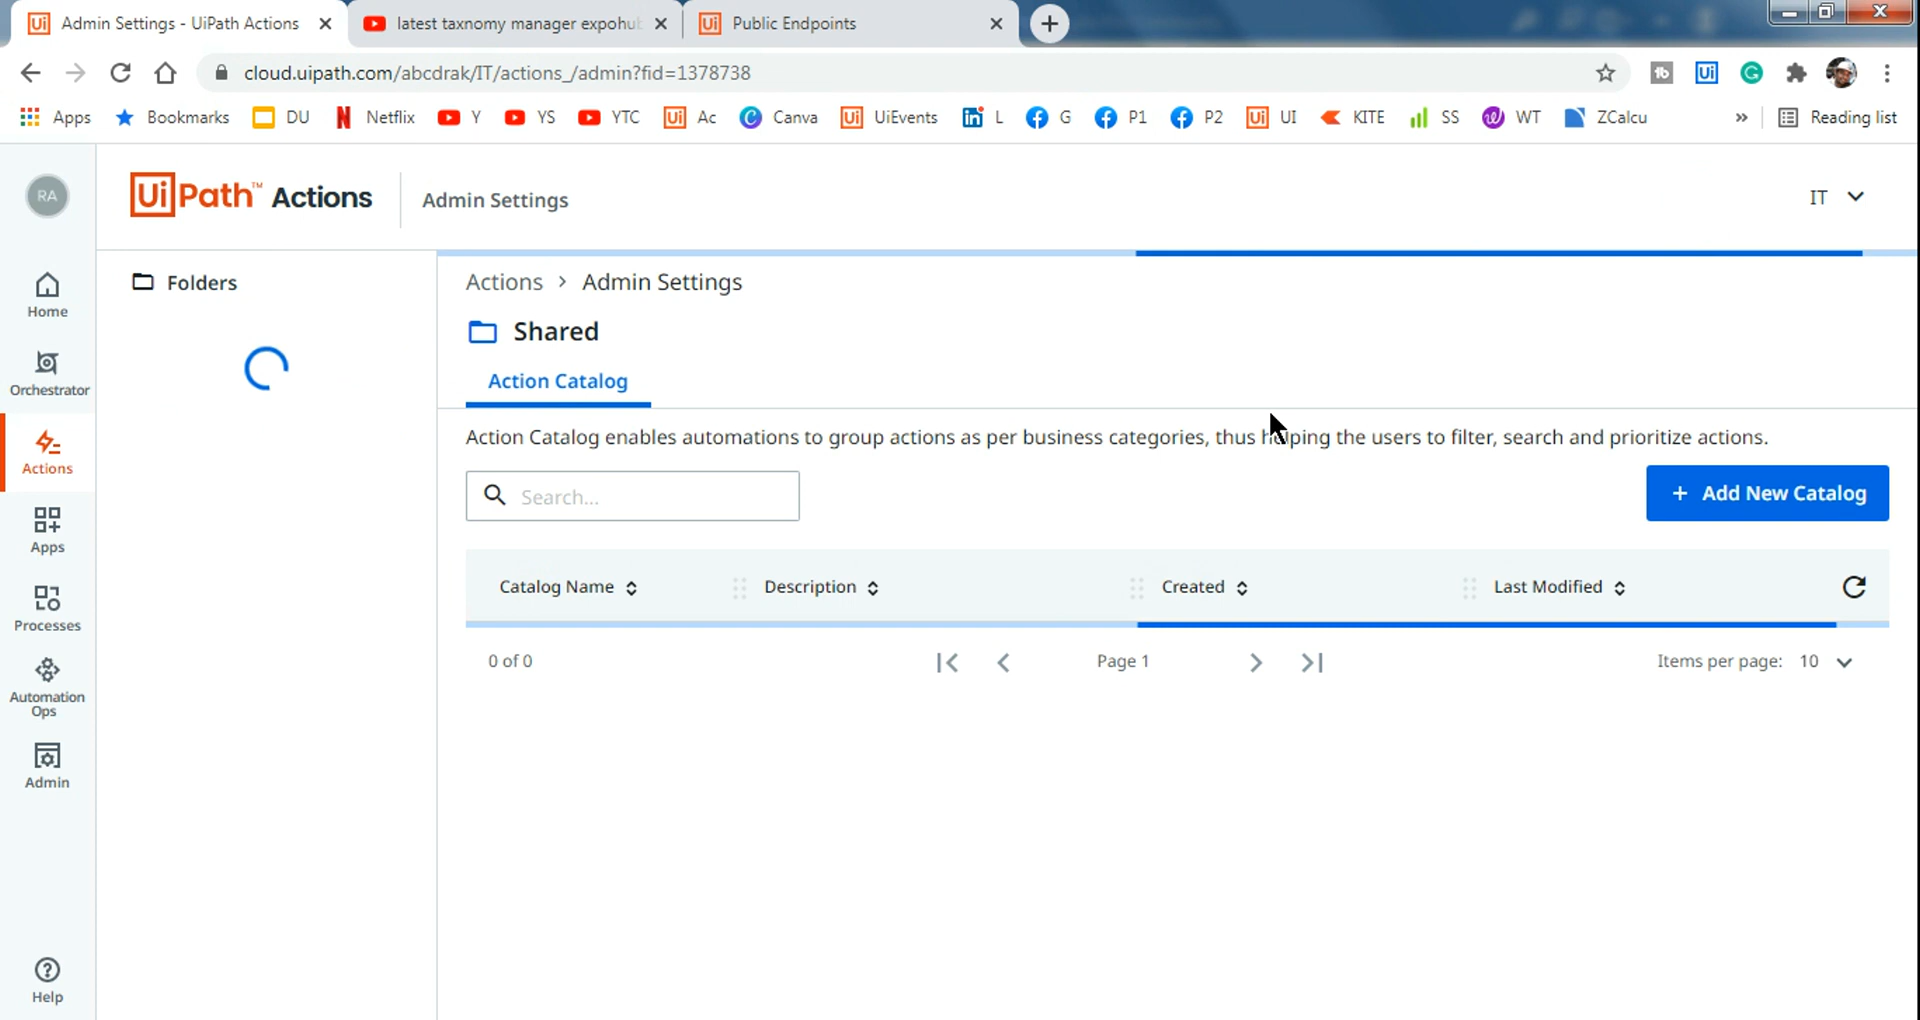 Admin Settings - UiPath Actions
latest taxnomy manager expohu
Public Endpoints
cloud.uipath.com/abcdrak/IT/actions_/admin?fid=1378738
Apps Bookmarks DU Netflix Y YS YTC Ac Canva UiEvents L G P1 P2 UI KITE SS WT ZCalcu » Reading list
RA
UiPath™ Actions
Admin Settings
IT
Home
Orchestrator
Actions
Apps
Processes
Automation
Ops
Admin
Help
Folders
Actions > Admin Settings
Shared
Action Catalog
Action Catalog enables automations to group actions as per business categories, thus helping the users to filter, search and prioritize actions.
Search...
+ Add New Catalog
Catalog Name Description Created Last Modified
0 of 0 Page 1 Items per page: 10